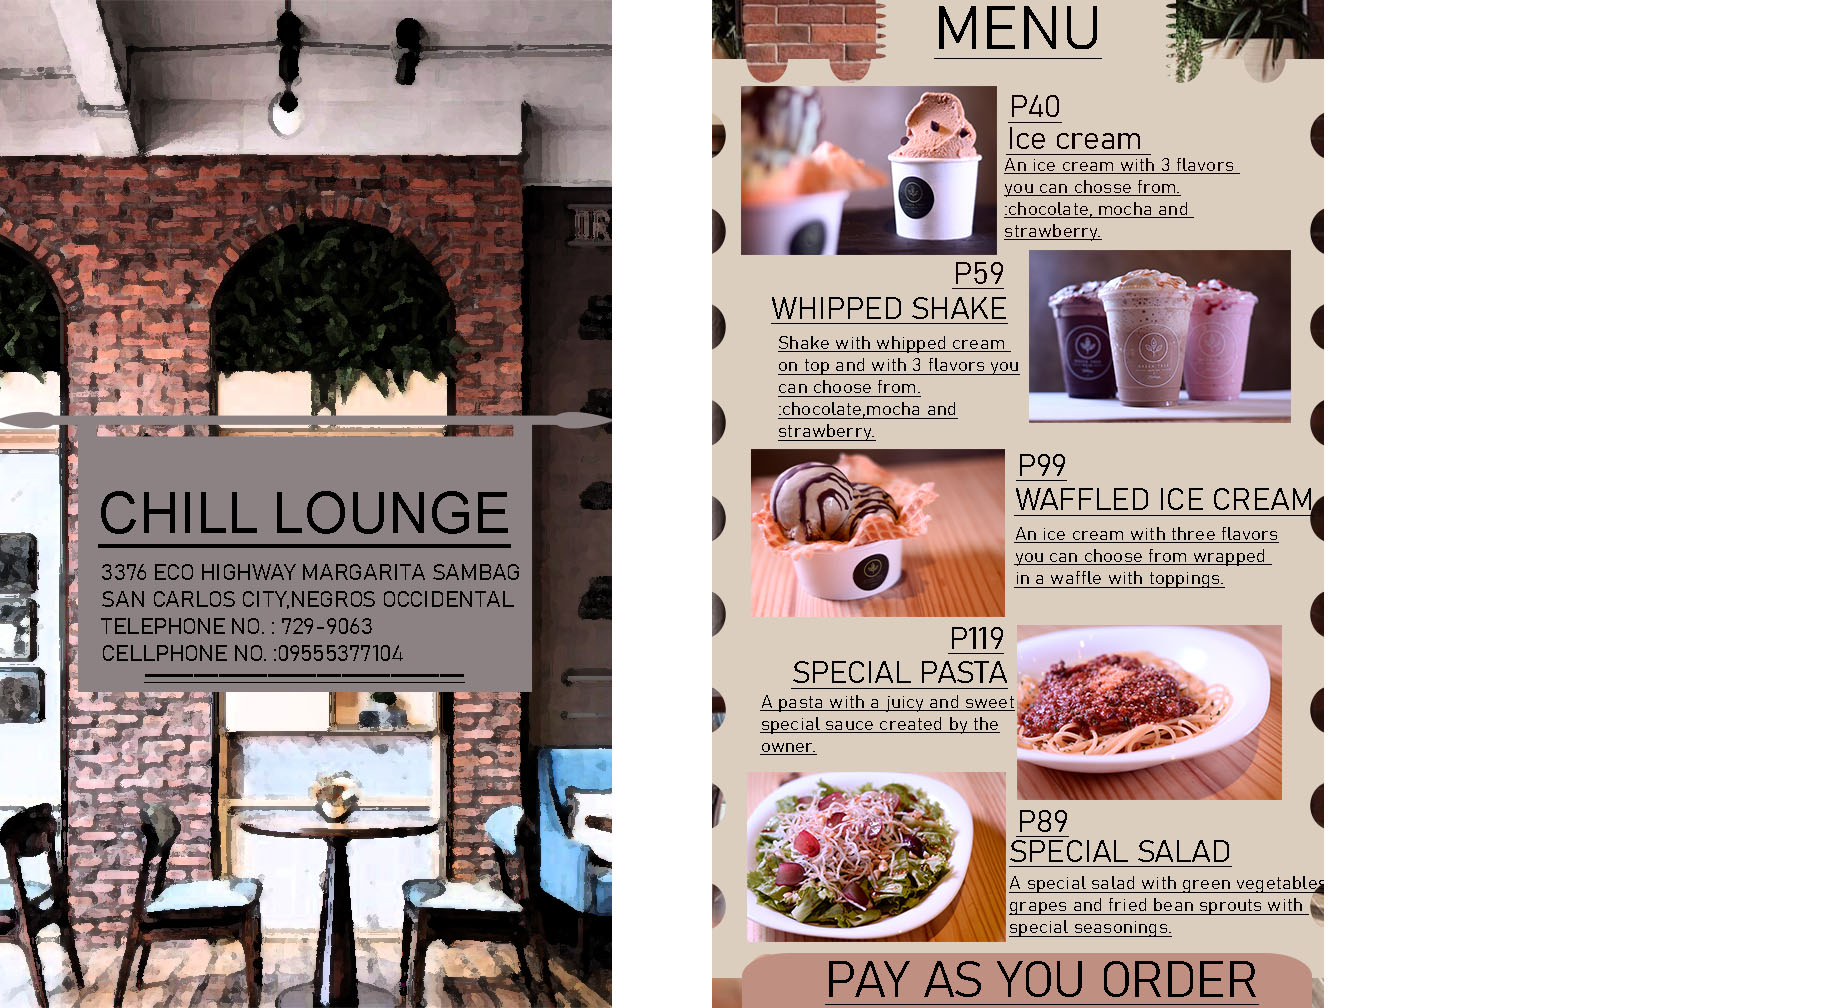 CHILL LOUNGE
3376 ECO HIGHWAY MARGARITA SAMBAG
SAN CARLOS CITY,NEGROS OCCIDENTAL
TELEPHONE NO. : 729-9063
CELLPHONE NO. :09555377104
MENU
P40
Ice cream
An ice cream with 3 flavors
you can chosse from.
:chocolate, mocha and
strawberry.
P59
WHIPPED SHAKE
Shake with whipped cream
on top and with 3 flavors you
can choose from.
:chocolate,mocha and
strawberry.
P99
WAFFLED ICE CREAM
An ice cream with three flavors
you can choose from wrapped
in a waffle with toppings.
P119
SPECIAL PASTA
A pasta with a juicy and sweet
special sauce created by the
owner.
P89
SPECIAL SALAD
A special salad with green vegetables
grapes and fried bean sprouts with
special seasonings.
PAY AS YOU ORDER